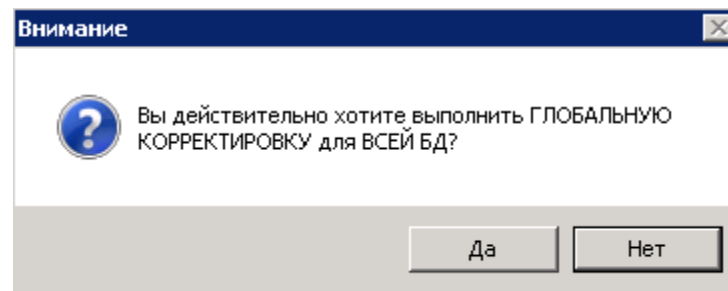 Внимание
Вы действительно хотите выполнить ГЛОБАЛЬНУЮ
КОРРЕКТИРОВКУ для ВСЕЙ БД?
Да
Нет